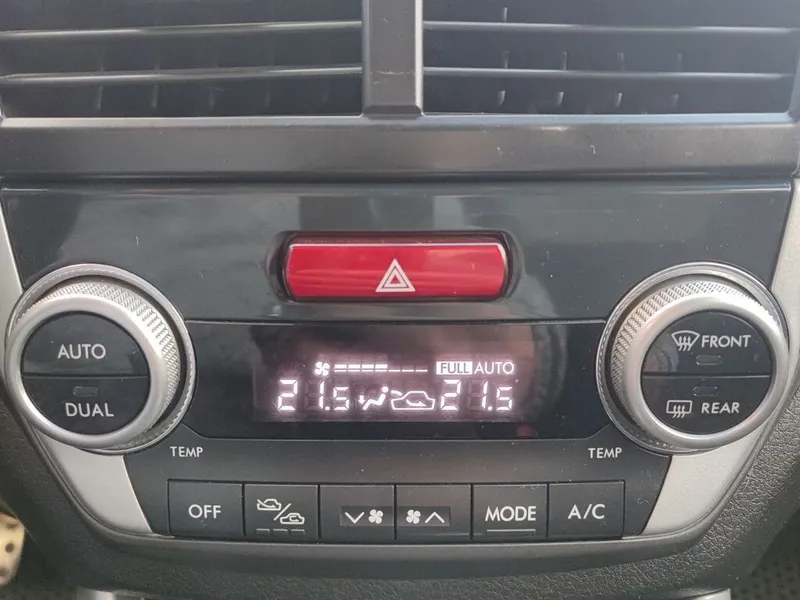 FULL AUTO
21.5 21.5
AUTO
DUAL
FRONT
REAR
TEMP
TEMP
OFF
MODE
A/C